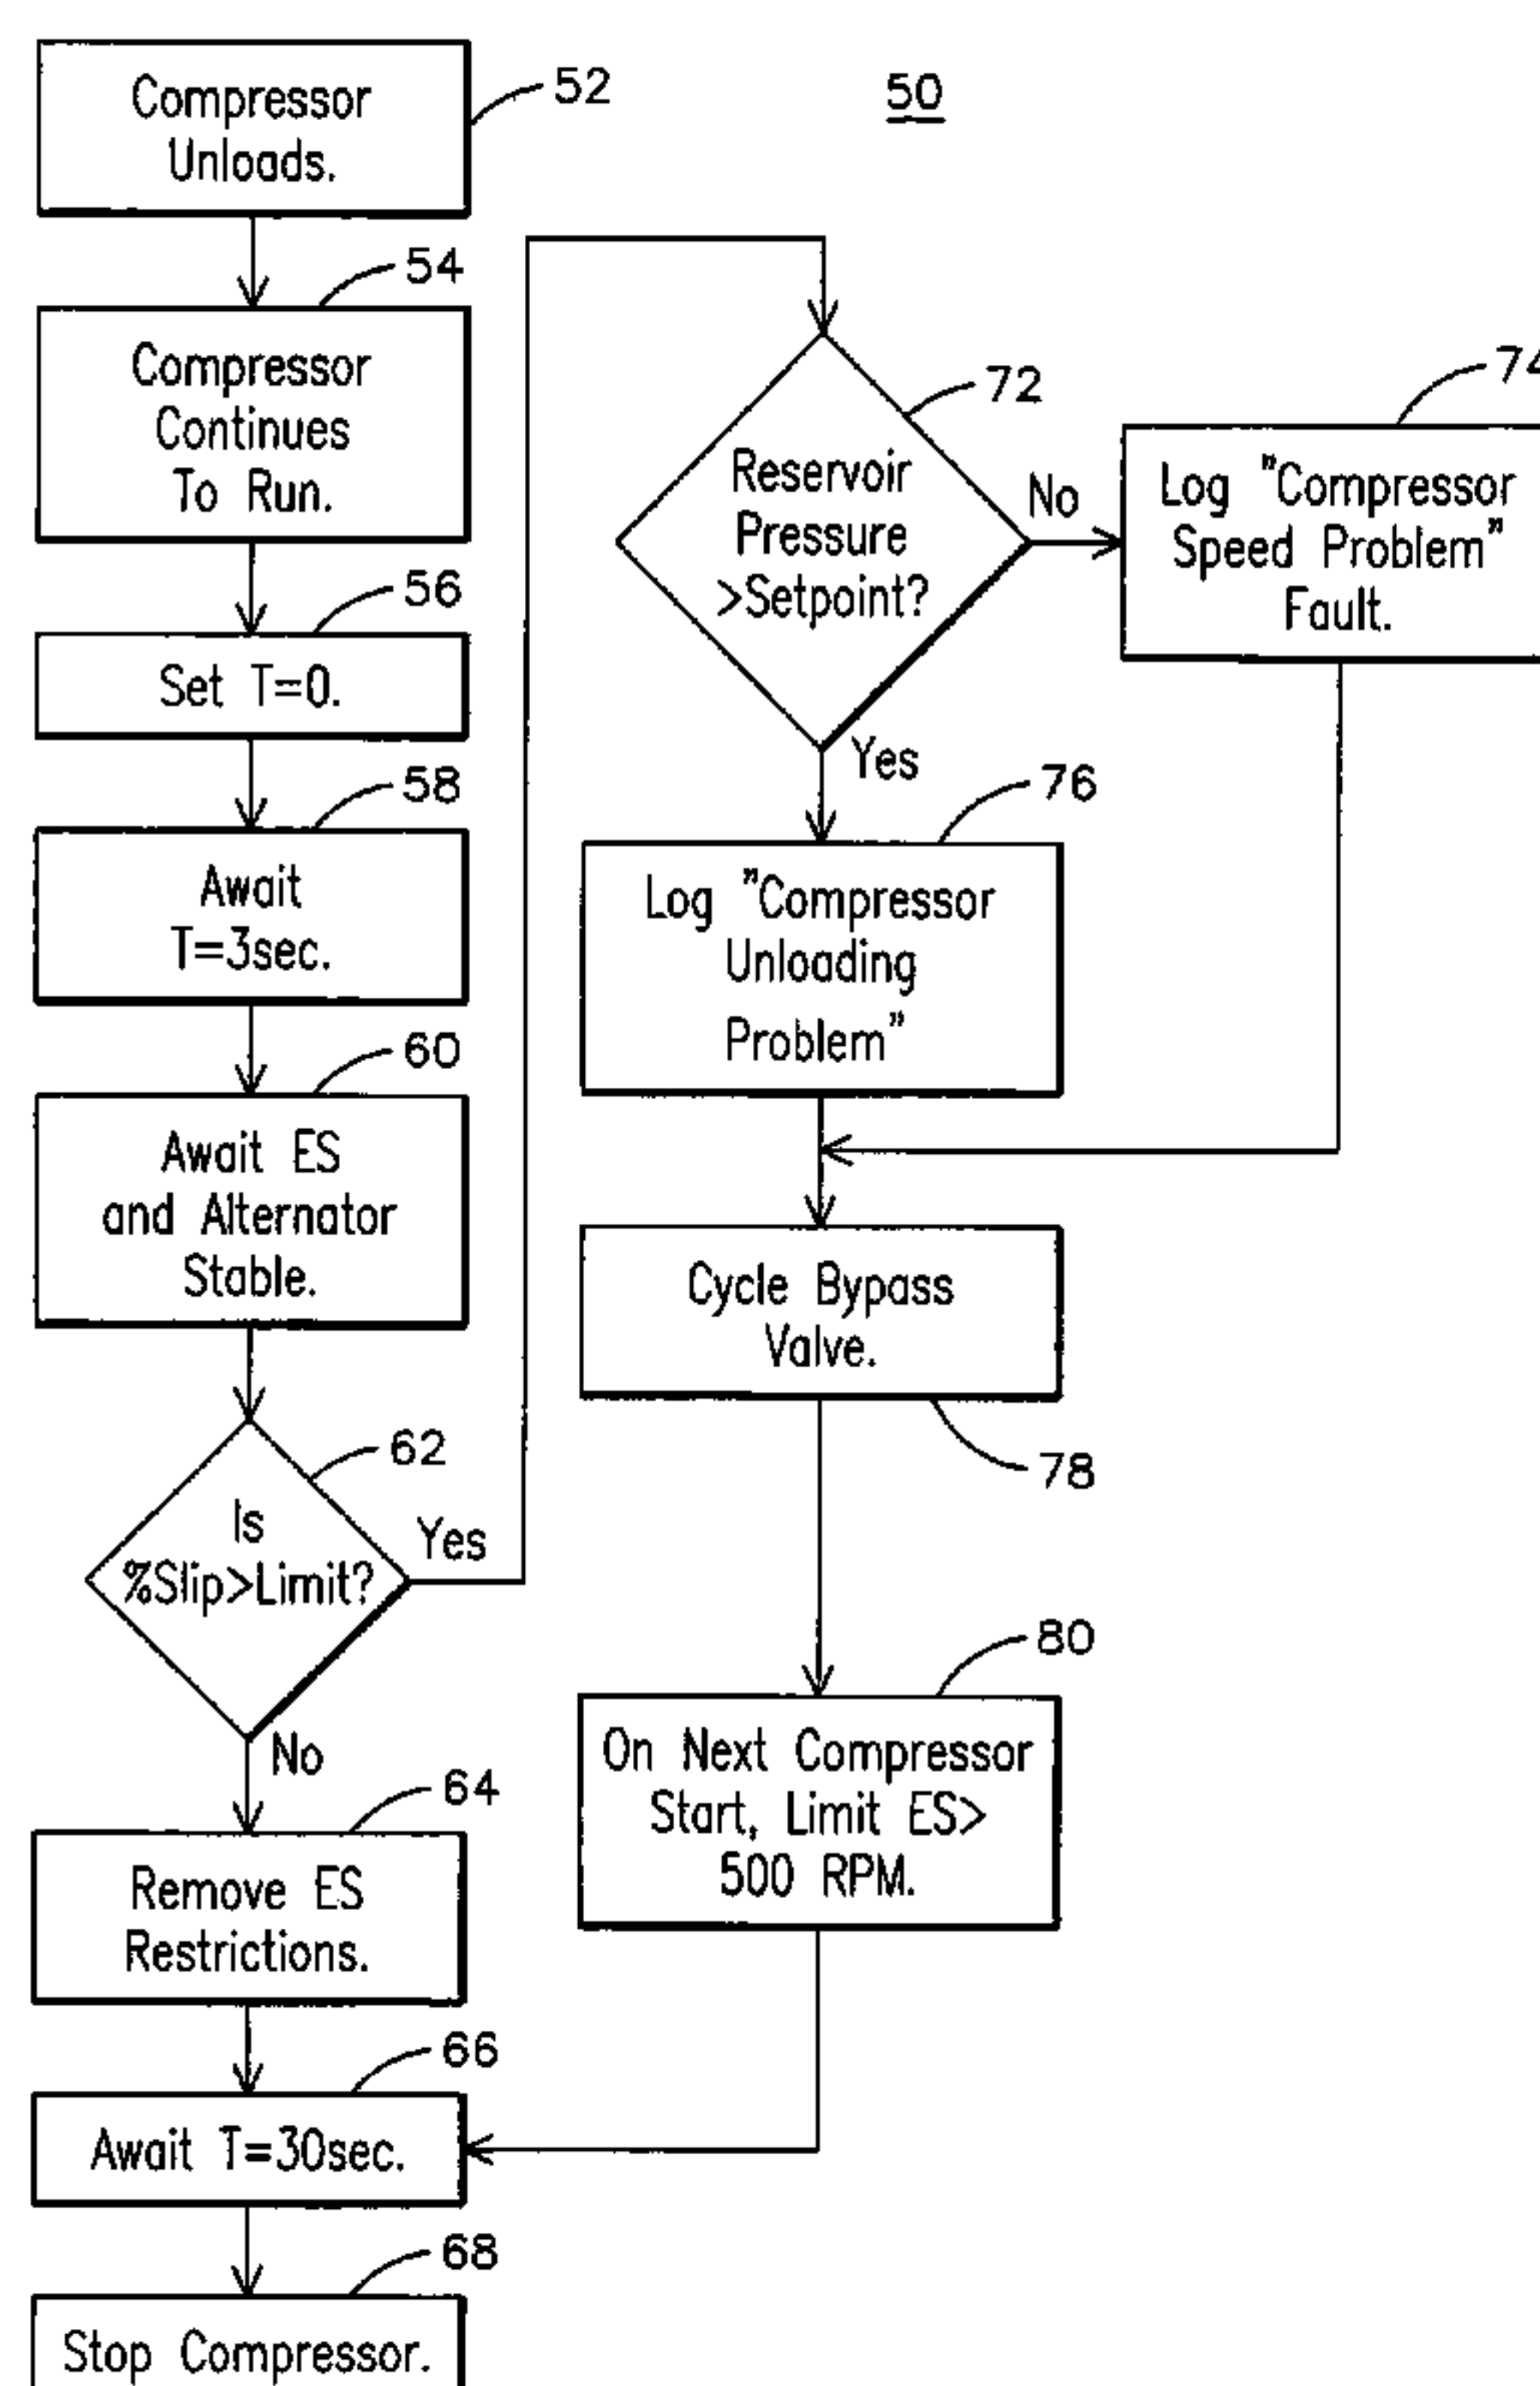 50
Compressor
Unloads.
52
54
Compressor
Continues
To Run.
56
Set T=0.
58
Await
T=3sec.
60
Await ES
and Alternator
Stable.
62
Is
%Slip>Limit?
Yes
No
64
Remove ES
Restrictions.
66
Await T=30sec.
68
Stop Compressor.
72
Reservoir
Pressure
>Setpoint?
No
Yes
74
Log "Compressor
Speed Problem"
Fault.
76
Log "Compressor
Unloading
Problem"
Cycle Bypass
Valve.
78
80
On Next Compressor
Start, Limit ES>
500 RPM.